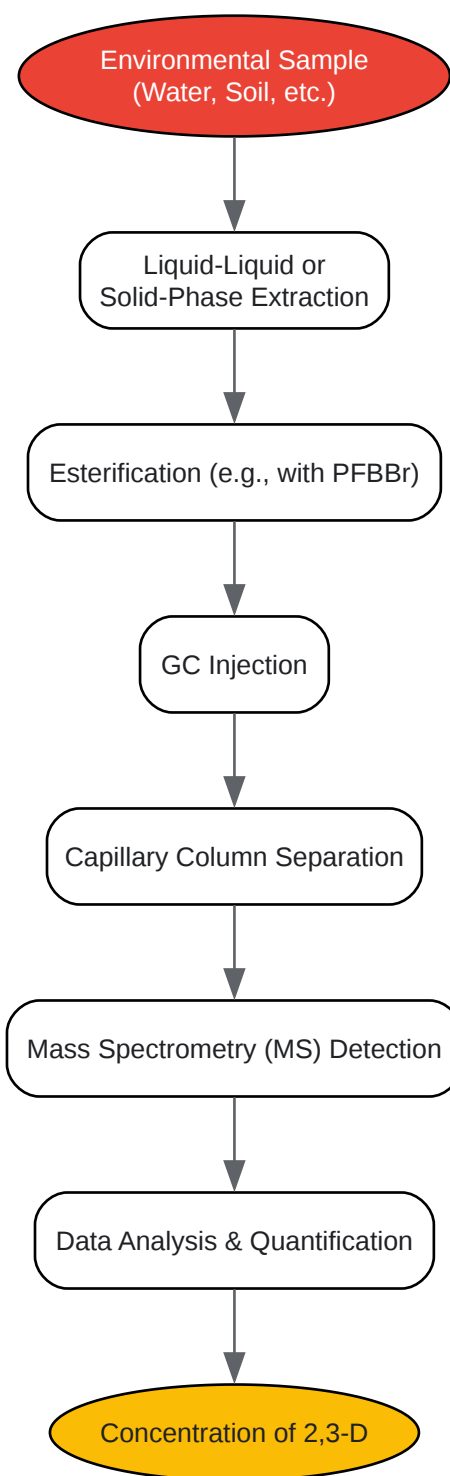 Environmental Sample
(Water, Soil, etc.)
Liquid-Liquid or
Solid-Phase Extraction
Esterification (e.g., with PFBBr)
GC Injection
Capillary Column Separation
Mass Spectrometry (MS) Detection
Data Analysis & Quantification
Concentration of 2,3-D